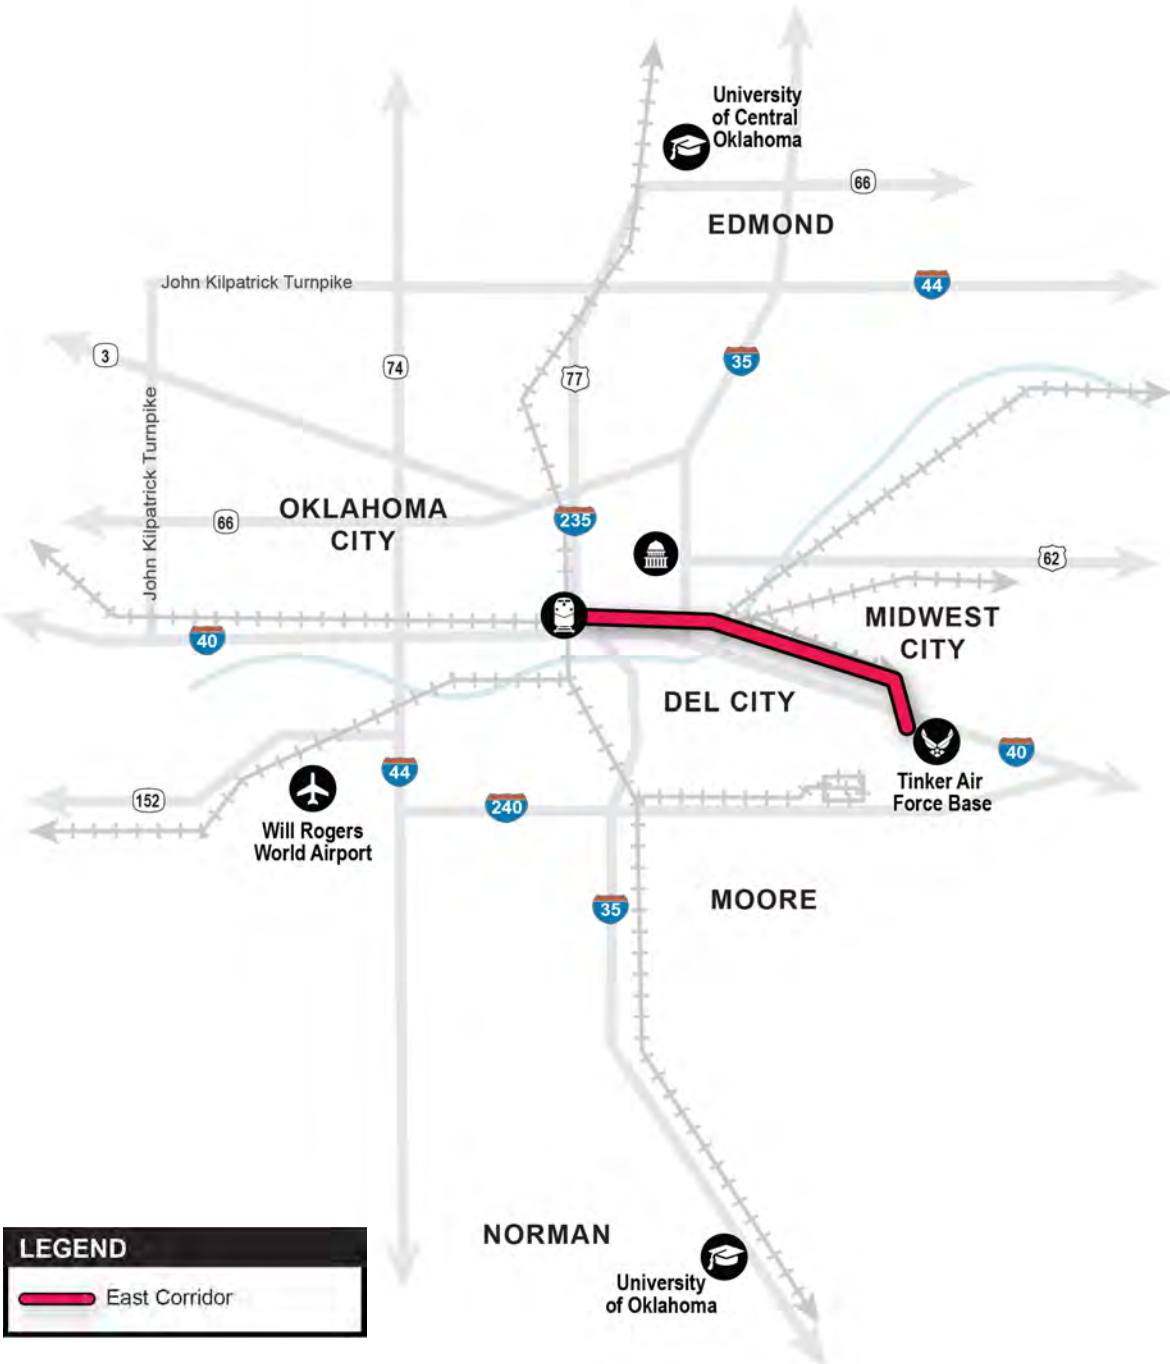 University
of Central
Oklahoma
66
EDMOND
John Kilpatrick Turnpike
44
3
74
77
35
John Kilpatrick Turnpike
OKLAHOMA
CITY
66
235
62
MIDWEST
CITY
40
DEL CITY
40
44
Tinker Air
Force Base
152
240
Will Rogers
World Airport
MOORE
35
NORMAN
University
of Oklahoma
LEGEND
East Corridor